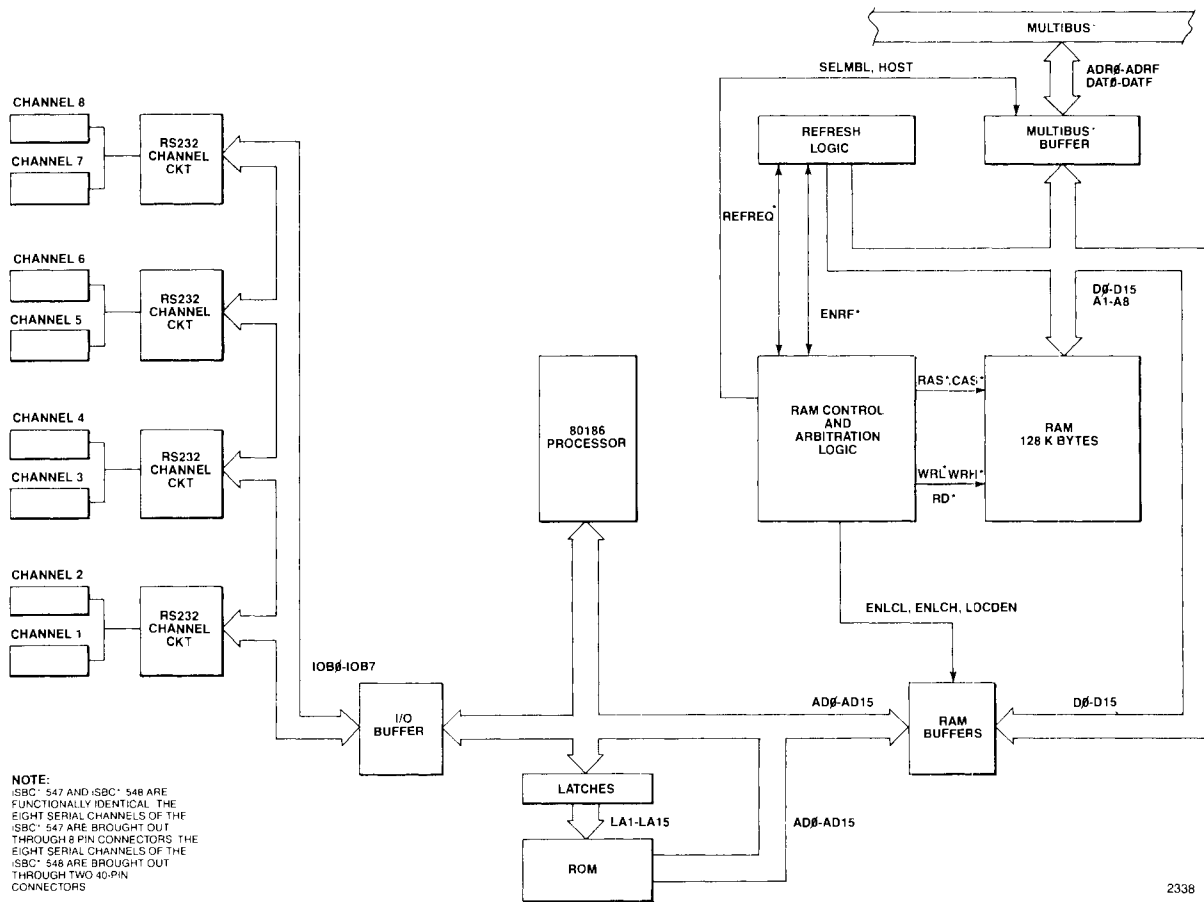 MULTIBUS*
SELMBL, HOST
ADRØ-ADRF
DATØ-DATF
CHANNEL 8
RS232
CHANNEL
CKT
CHANNEL 7
REFRESH
LOGIC
MULTIBUS*
BUFFER
REFREQ*
CHANNEL 6
RS232
CHANNEL
CKT
CHANNEL 5
ENRF*
DØ-D15
A1-A8
80186
PROCESSOR
RAM CONTROL
AND
ARBITRATION
LOGIC
RAS*,CAS*
WRL*WRH*
RD*
RAM
128 K BYTES
CHANNEL 4
RS232
CHANNEL
CKT
CHANNEL 3
CHANNEL 2
RS232
CHANNEL
CKT
CHANNEL 1
ENLCL, ENLCH, LOCDEN
IOBØ-IOB7
I/O
BUFFER
ADØ-AD15
RAM
BUFFERS
DØ-D15
LATCHES
LA1-LA15
ADØ-AD15
ROM
NOTE:
iSBC* 547 AND iSBC* 548 ARE
FUNCTIONALLY IDENTICAL THE
EIGHT SERIAL CHANNELS OF THE
iSBC* 547 ARE BROUGHT OUT
THROUGH 8 PIN CONNECTORS THE
EIGHT SERIAL CHANNELS OF THE
iSBC* 548 ARE BROUGHT OUT
THROUGH TWO 40-PIN
CONNECTORS
2338